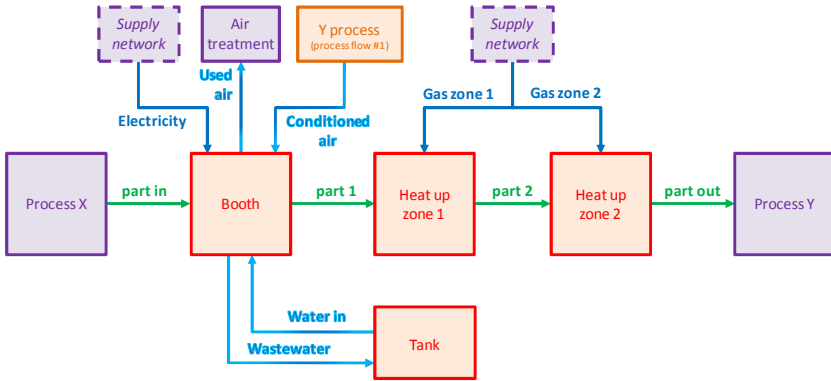 Supply
network
Air
treatment
Y process
(process flow #1)
Supply
network
Used
air
Electricity
Conditioned
air
Gas zone 1
Gas zone 2
Process X
part in
Booth
part 1
Heat up
zone 1
part 2
Heat up
zone 2
part out
Process Y
Water in
Wastewater
Tank